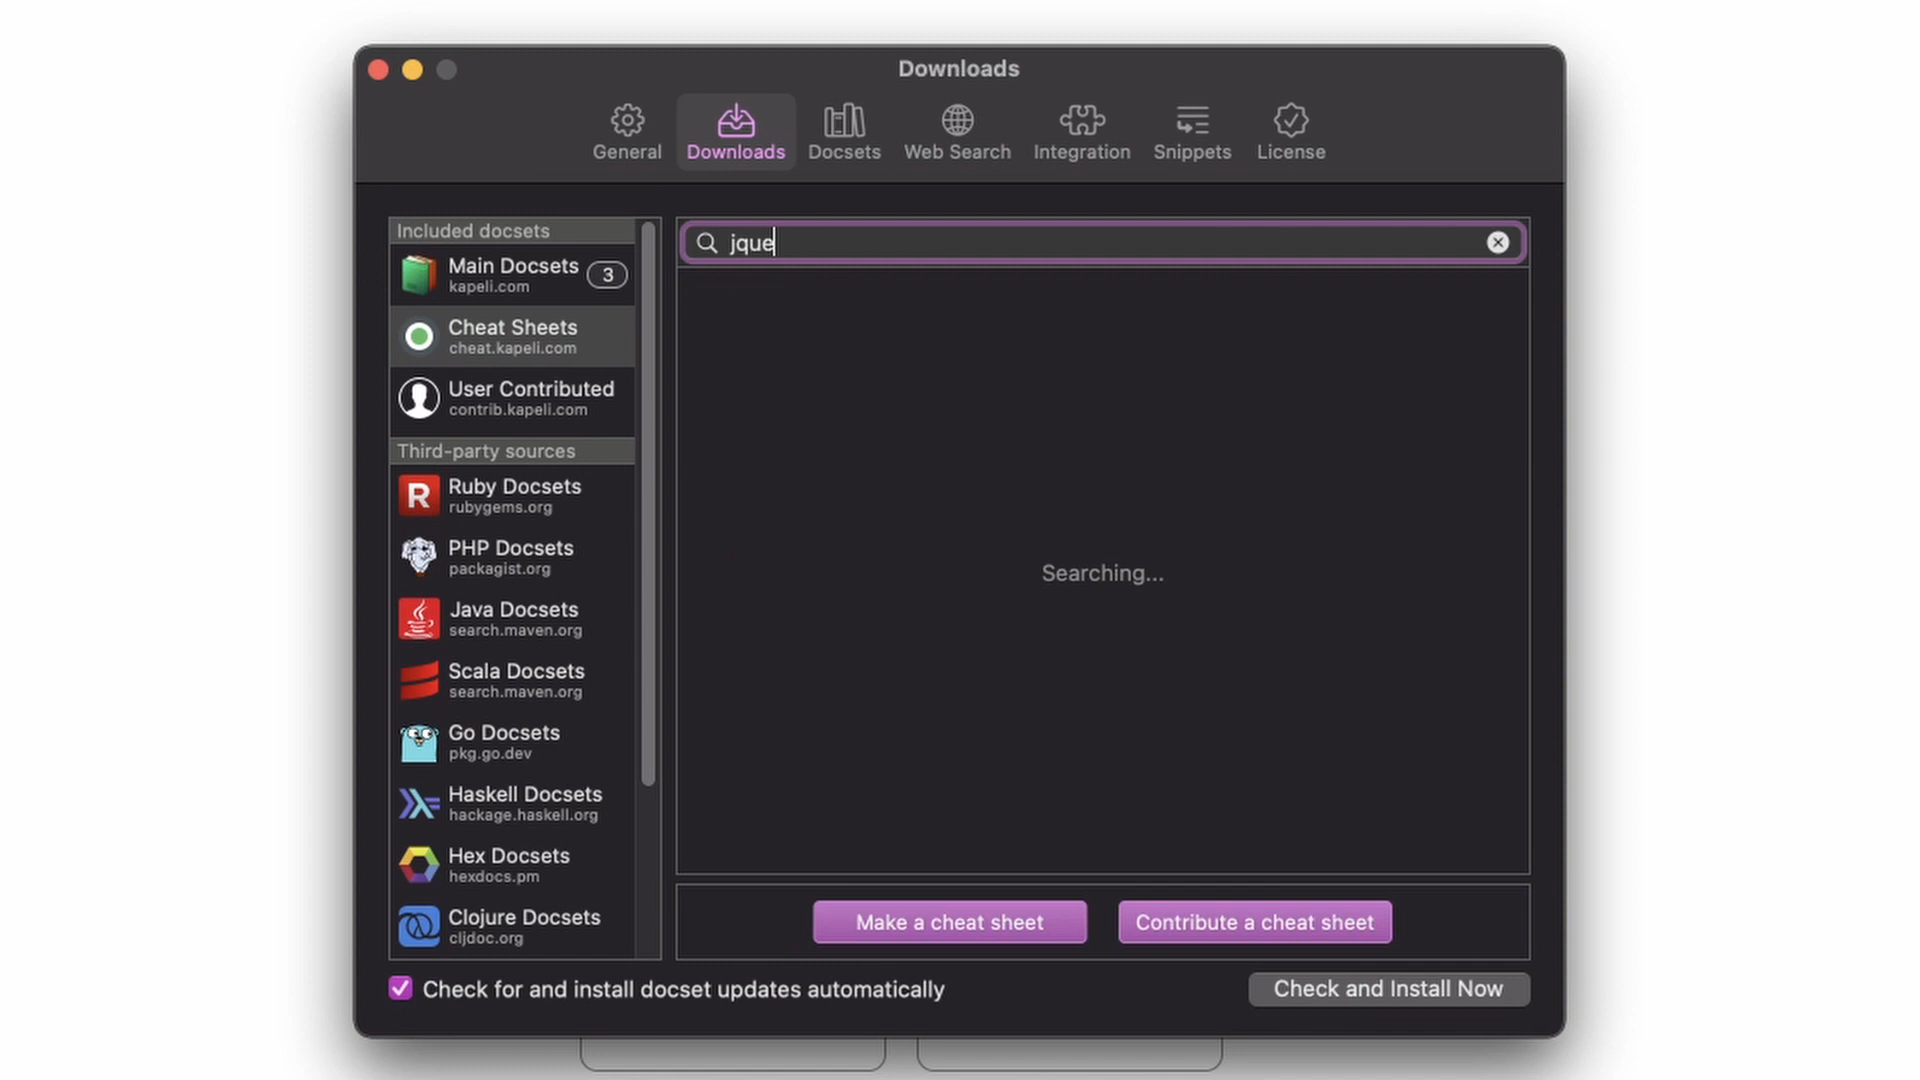 Downloads
General
Downloads
Docsets
Web Search
Integration
Snippets
License
Included docsets
Main Docsets
kapeli.com
3
Cheat Sheets
cheat.kapeli.com
User Contributed
contrib.kapeli.com
Third-party sources
R
Ruby Docsets
rubygems.org
PHP Docsets
packagist.org
Java Docsets
search.maven.org
Scala Docsets
search.maven.org
Go Docsets
pkg.go.dev
Haskell Docsets
hackage.haskell.org
Hex Docsets
hexdocs.pm
Clojure Docsets
cljdoc.org
jque
Searching...
Make a cheat sheet
Contribute a cheat sheet
Check for and install docset updates automatically
Check and Install Now